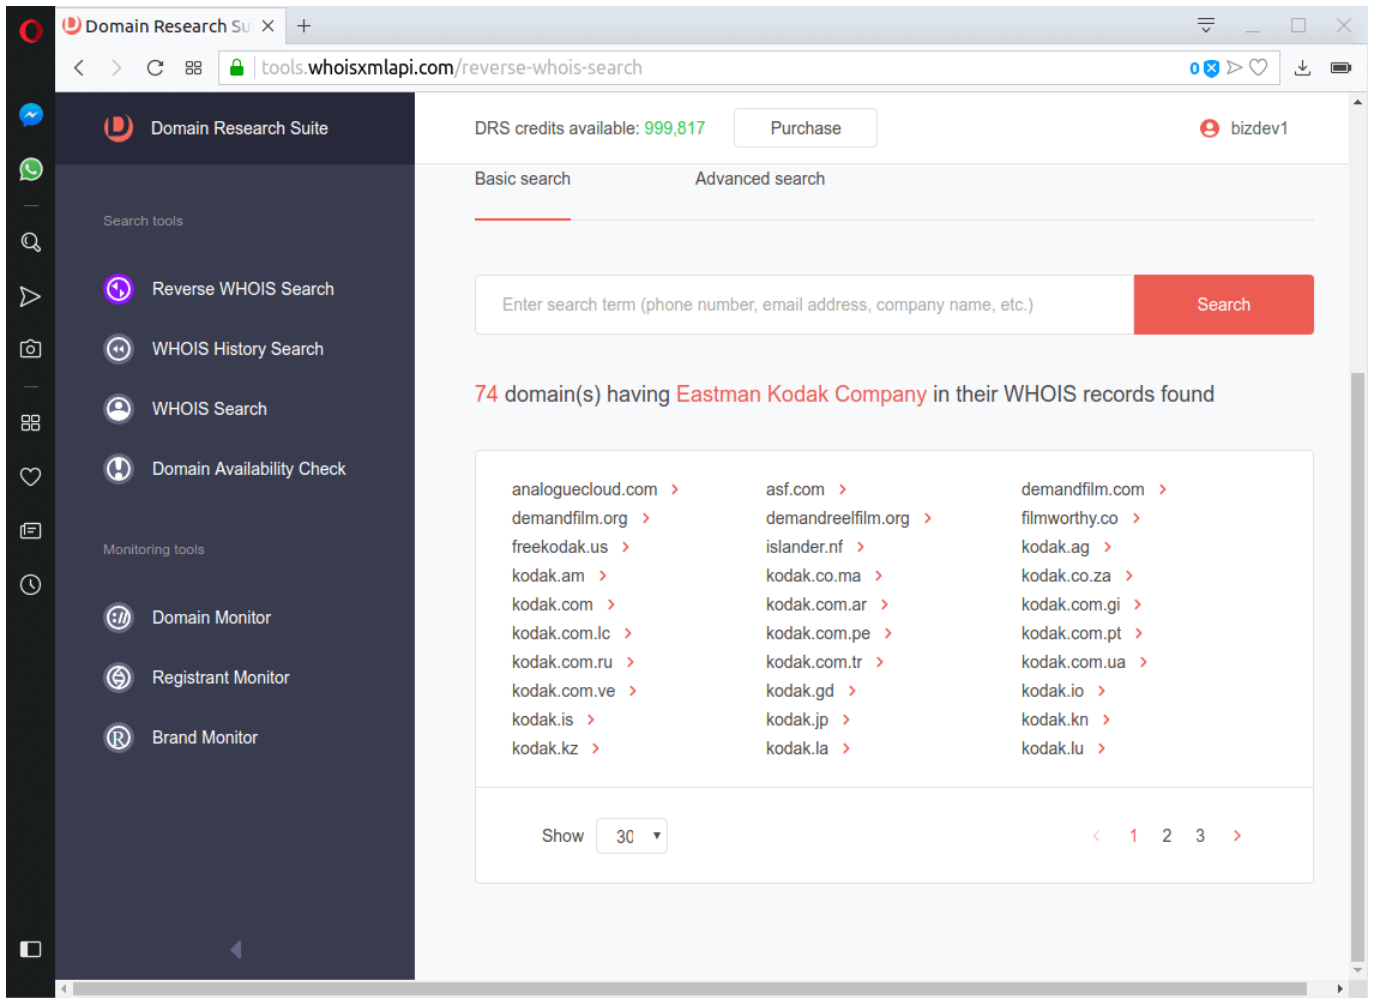 Domain Research Su
tools.whoisxmlapi.com/reverse-whois-search
0
Domain Research Suite
DRS credits available: 999,817
Purchase
bizdev1
Search tools
Reverse WHOIS Search
WHOIS History Search
WHOIS Search
Domain Availability Check
Monitoring tools
Domain Monitor
Registrant Monitor
Brand Monitor
Basic search Advanced search
Enter search term (phone number, email address, company name, etc.) Search
74 domain(s) having Eastman Kodak Company in their WHOIS records found
analoguecloud.com > asf.com > demandfilm.com >
demandfilm.org > demandreelfilm.org > filmworthy.co >
freekodak.us > islander.nf > kodak.ag >
kodak.am > kodak.co.ma > kodak.co.za >
kodak.com > kodak.com.ar > kodak.com.gi >
kodak.com.lc > kodak.com.pe > kodak.com.pt >
kodak.com.ru > kodak.com.tr > kodak.com.ua >
kodak.com.ve > kodak.gd > kodak.io >
kodak.is > kodak.jp > kodak.kn >
kodak.kz > kodak.la > kodak.lu >
Show 30 < 1 2 3 >